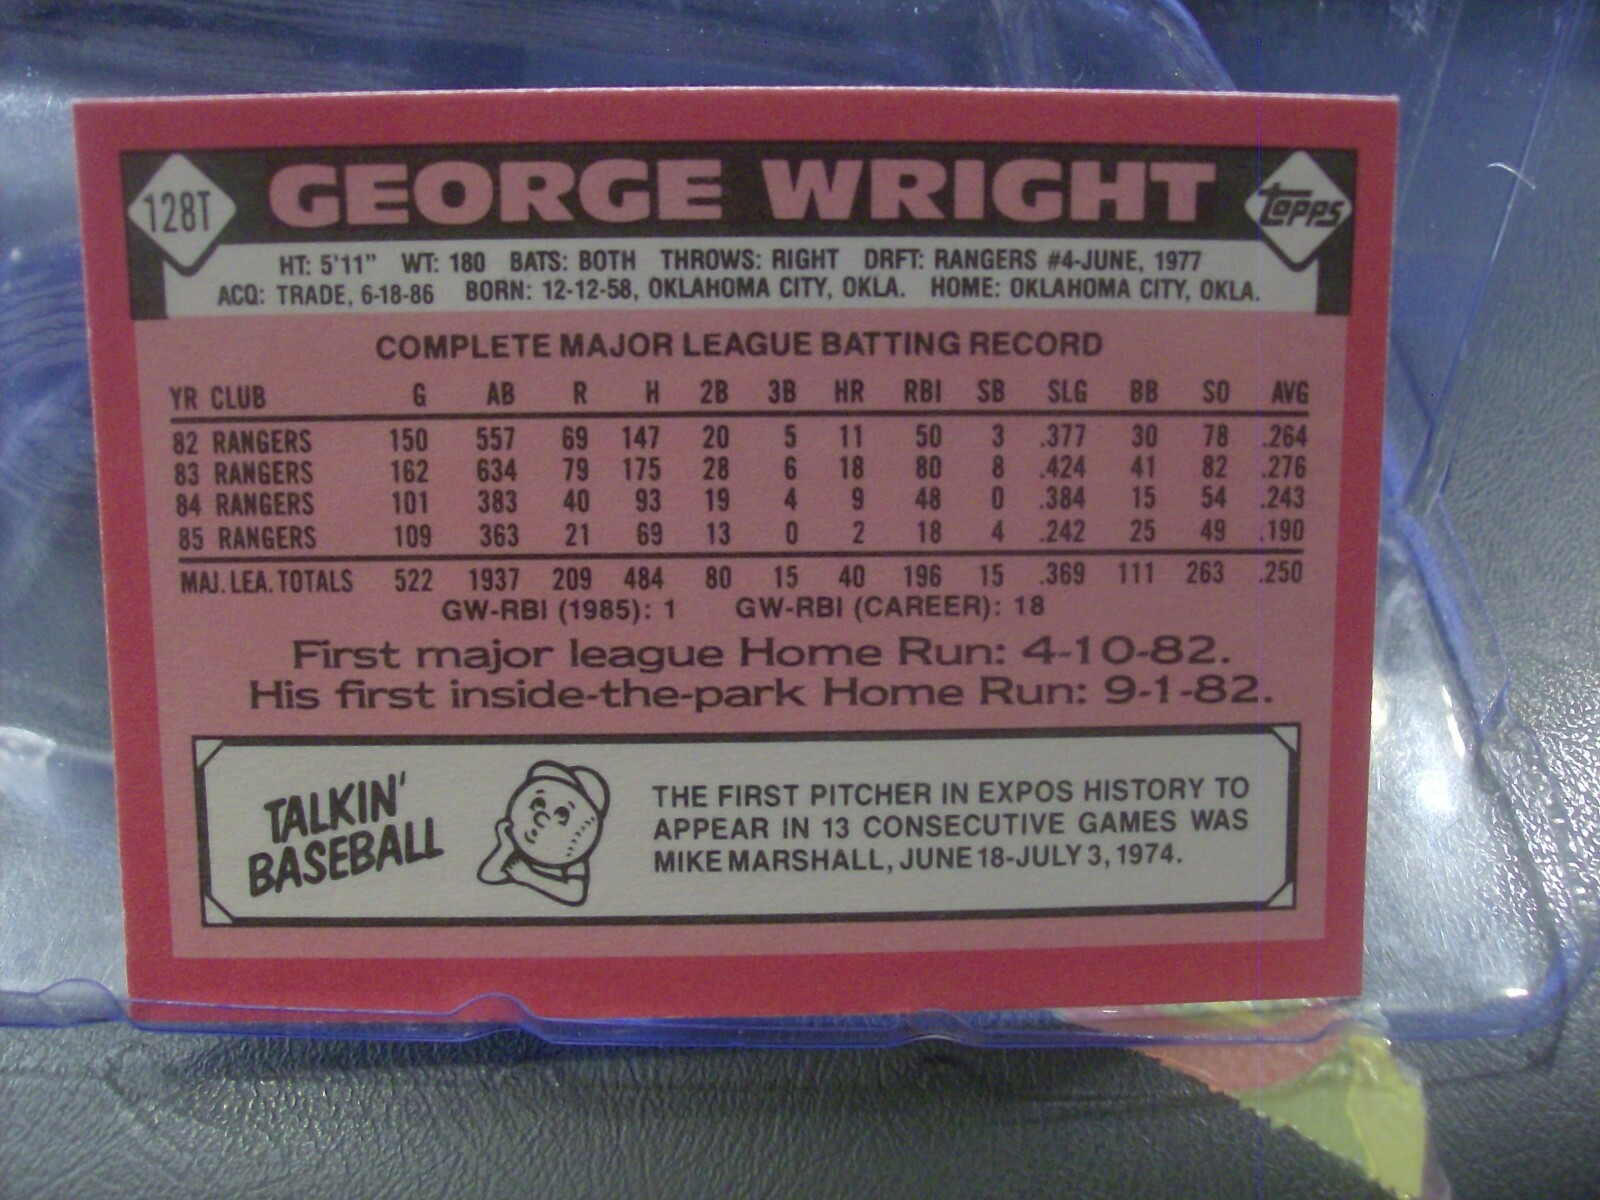 128T GEORGE WRIGHT topps
HT: 5'11" WT: 180 BATS: BOTH THROWS: RIGHT DRFT: RANGERS #4-JUNE, 1977
ACQ: TRADE, 6-18-86 BORN: 12-12-58, OKLAHOMA CITY, OKLA. HOME: OKLAHOMA CITY, OKLA.
COMPLETE MAJOR LEAGUE BATTING RECORD
YR CLUB G AB R H 2B 3B HR RBI SB SLG BB SO AVG
82 RANGERS 150 557 69 147 20 5 11 50 3 .377 30 78 .264
83 RANGERS 162 634 79 175 28 6 18 80 8 .424 41 82 .276
84 RANGERS 101 383 40 93 19 4 9 48 0 .384 15 54 .243
85 RANGERS 109 363 21 69 13 0 2 18 4 .242 25 49 .190
MAJ. LEA. TOTALS 522 1937 209 484 80 15 40 196 15 .369 111 263 .250
GW-RBI (1985): 1 GW-RBI (CAREER): 18
First major league Home Run: 4-10-82.
His first inside-the-park Home Run: 9-1-82.
TALKIN'
BASEBALL
THE FIRST PITCHER IN EXPOS HISTORY TO
APPEAR IN 13 CONSECUTIVE GAMES WAS
MIKE MARSHALL, JUNE 18-JULY 3, 1974.